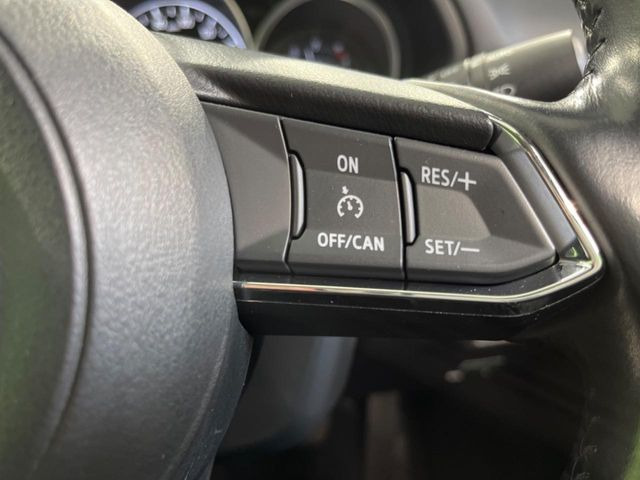 ON
OFF/CAN
RES/+
SET/—